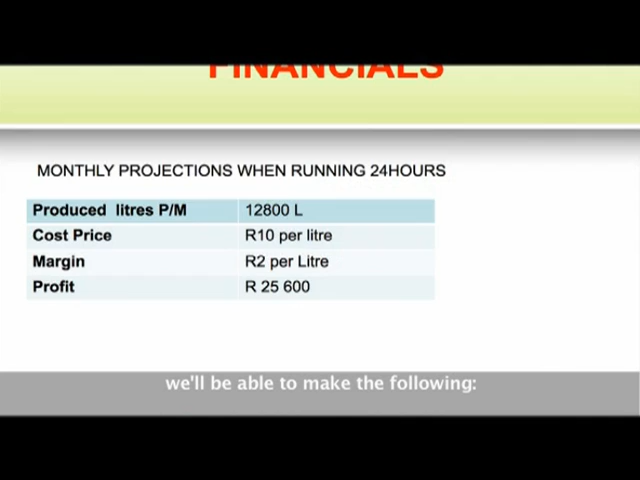 FINANCIALS
MONTHLY PROJECTIONS WHEN RUNNING 24HOURS
Produced litres P/M 12800 L
Cost Price R10 per litre
Margin R2 per Litre
Profit R 25 600
we'll be able to make the following: